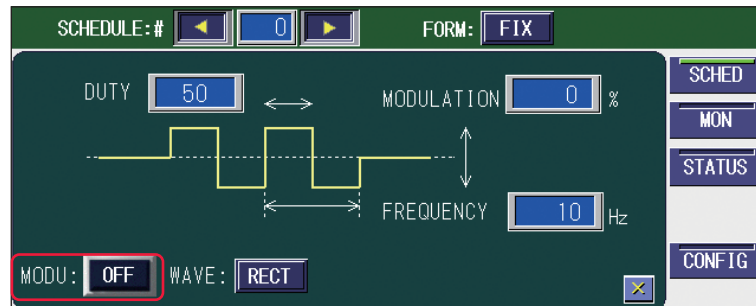 SCHEDULE:# 0 FORM: FIX
SCHED
DUTY 50 MODULATION 0 %
MON
STATUS
FREQUENCY 10 Hz
CONFIG
MODU: OFF WAVE: RECT